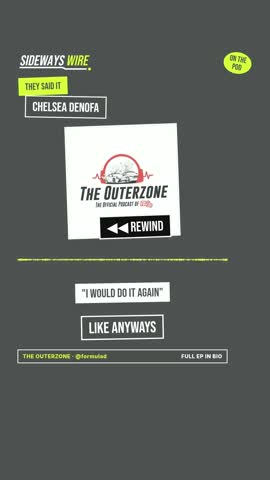 SIDEWAYS WIRE.
ON THE
POD
THEY SAID IT
CHELSEA DENOFA
THE OUTERZONE
THE OFFICIAL PODCAST OF
REWIND
"I WOULD DO IT AGAIN"
LIKE ANYWAYS
THE OUTERZONE · @formulad FULL EP IN BIO